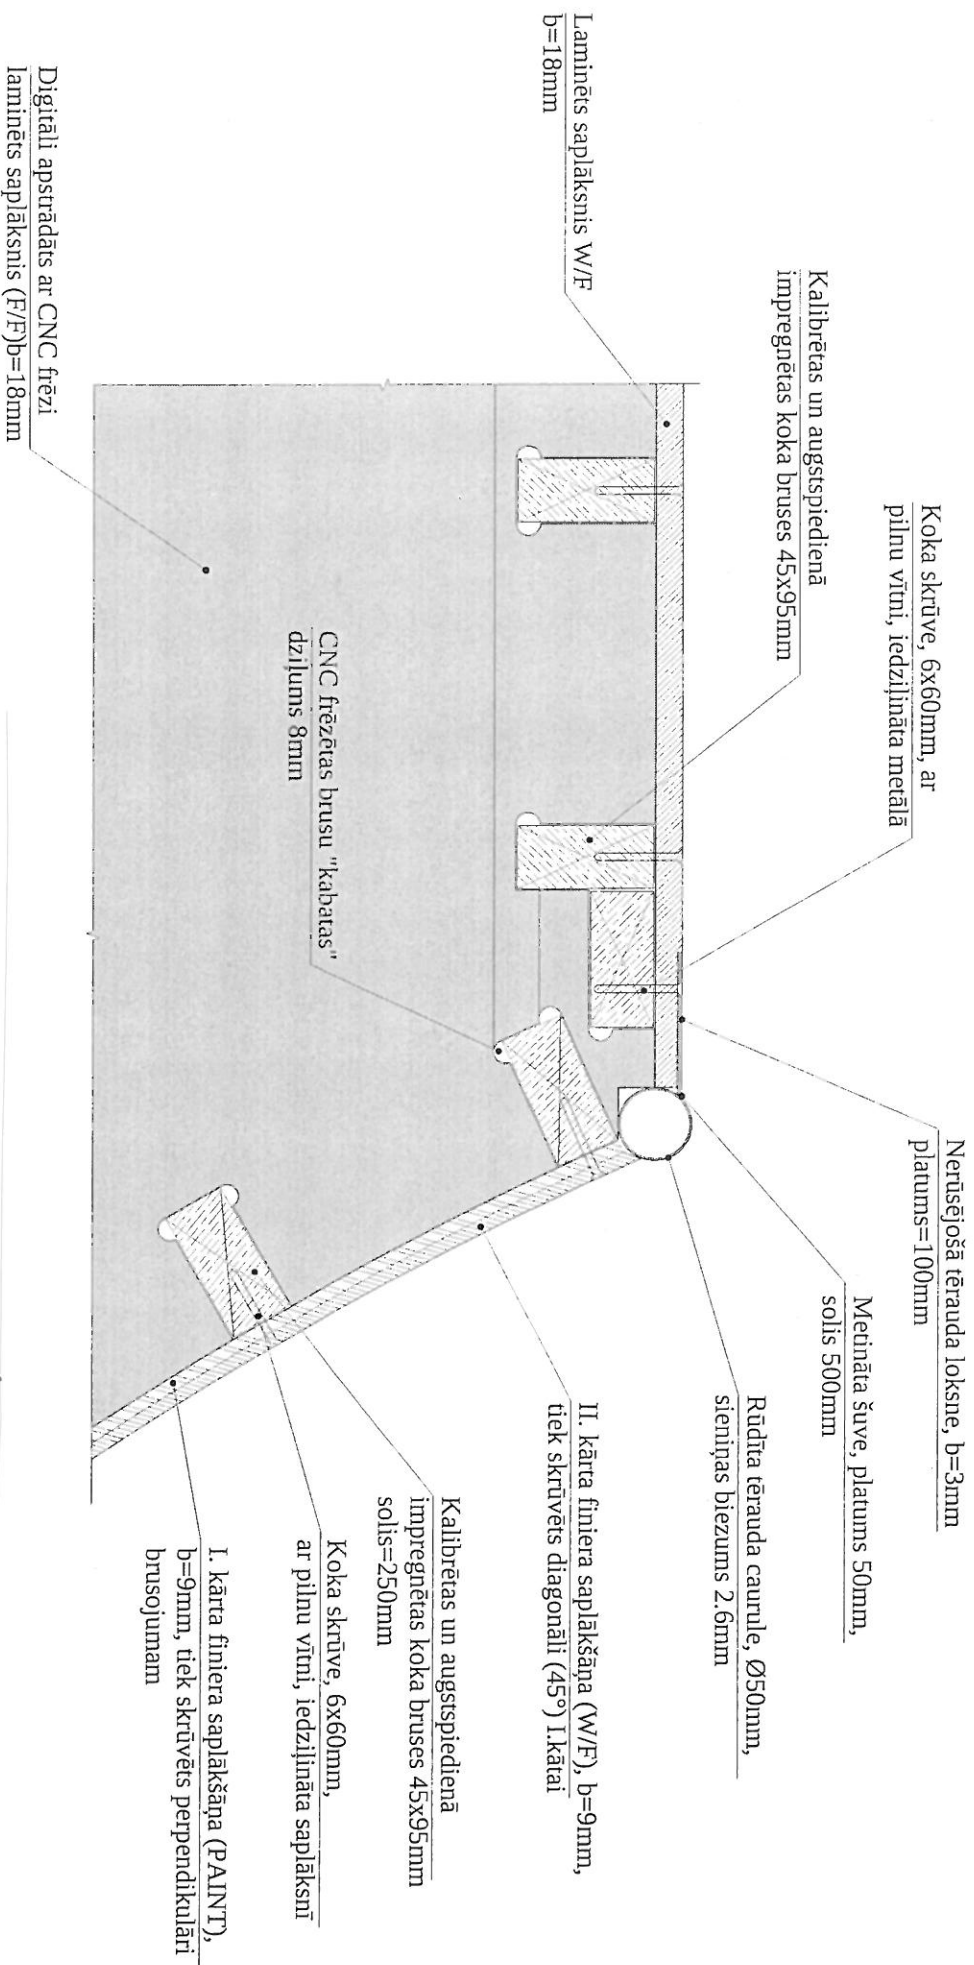 Digitāli apstrādāts ar CNC frēzi
laminēts saplāksnis (F/F)b=18mm
Laminēts saplāksnis W/F
b=18mm
Kalibrētas un augstspiedienā
impregnētas koka bruses 45x95mm
Koka skrūve, 6x60mm, ar
pilnu vītni, iedziļināta metālā
CNC frēzētas brusu "kabatas"
dziļums 8mm
Nerūsējošā tērauda loksne, b=3mm
platums=100mm
Metināta šuve, platums 50mm,
solis 500mm
Rūdīta tērauda caurule, Ø50mm,
sieniņas biezums 2.6mm
II. kārta finiera saplākšāņa (W/F), b=9mm,
tiek skrūvēts diagonāli (45°) I.kātai
Kalibrētas un augstspiedienā
impregnētas koka bruses 45x95mm
solis=250mm
Koka skrūve, 6x60mm,
ar pilnu vītni, iedziļināta saplāksnī
I. kārta finiera saplākšāņa (PAINT),
b=9mm, tiek skrūvēts perpendikulāri
brusojumam